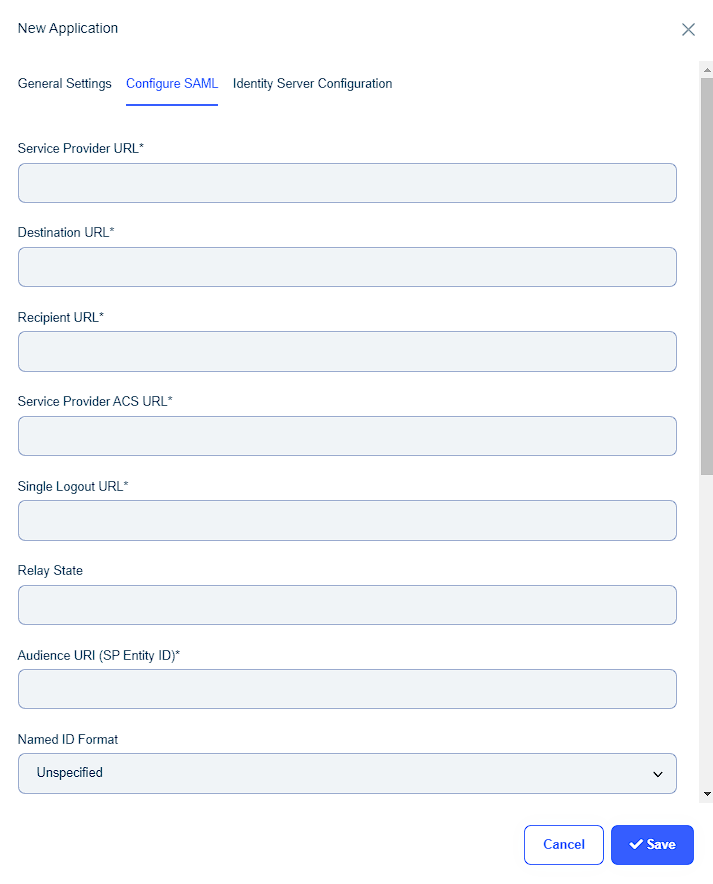 New Application
General Settings Configure SAML Identity Server Configuration
Service Provider URL*
Destination URL*
Recipient URL*
Service Provider ACS URL*
Single Logout URL*
Relay State
Audience URI (SP Entity ID)*
Named ID Format
Unspecified
Cancel Save